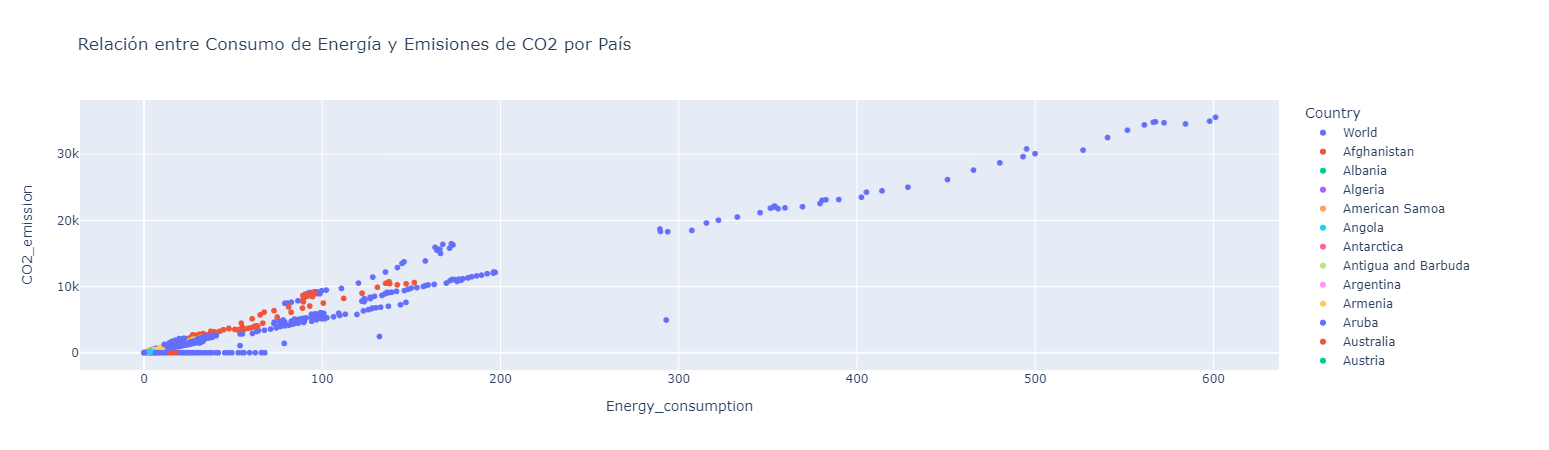 Relación entre Consumo de Energía y Emisiones de CO2 por País
CO2_emission
30k
20k
10k
0
0 100 200 300 400 500 600
Energy_consumption
Country
World
Afghanistan
Albania
Algeria
American Samoa
Angola
Antarctica
Antigua and Barbuda
Argentina
Armenia
Aruba
Australia
Austria